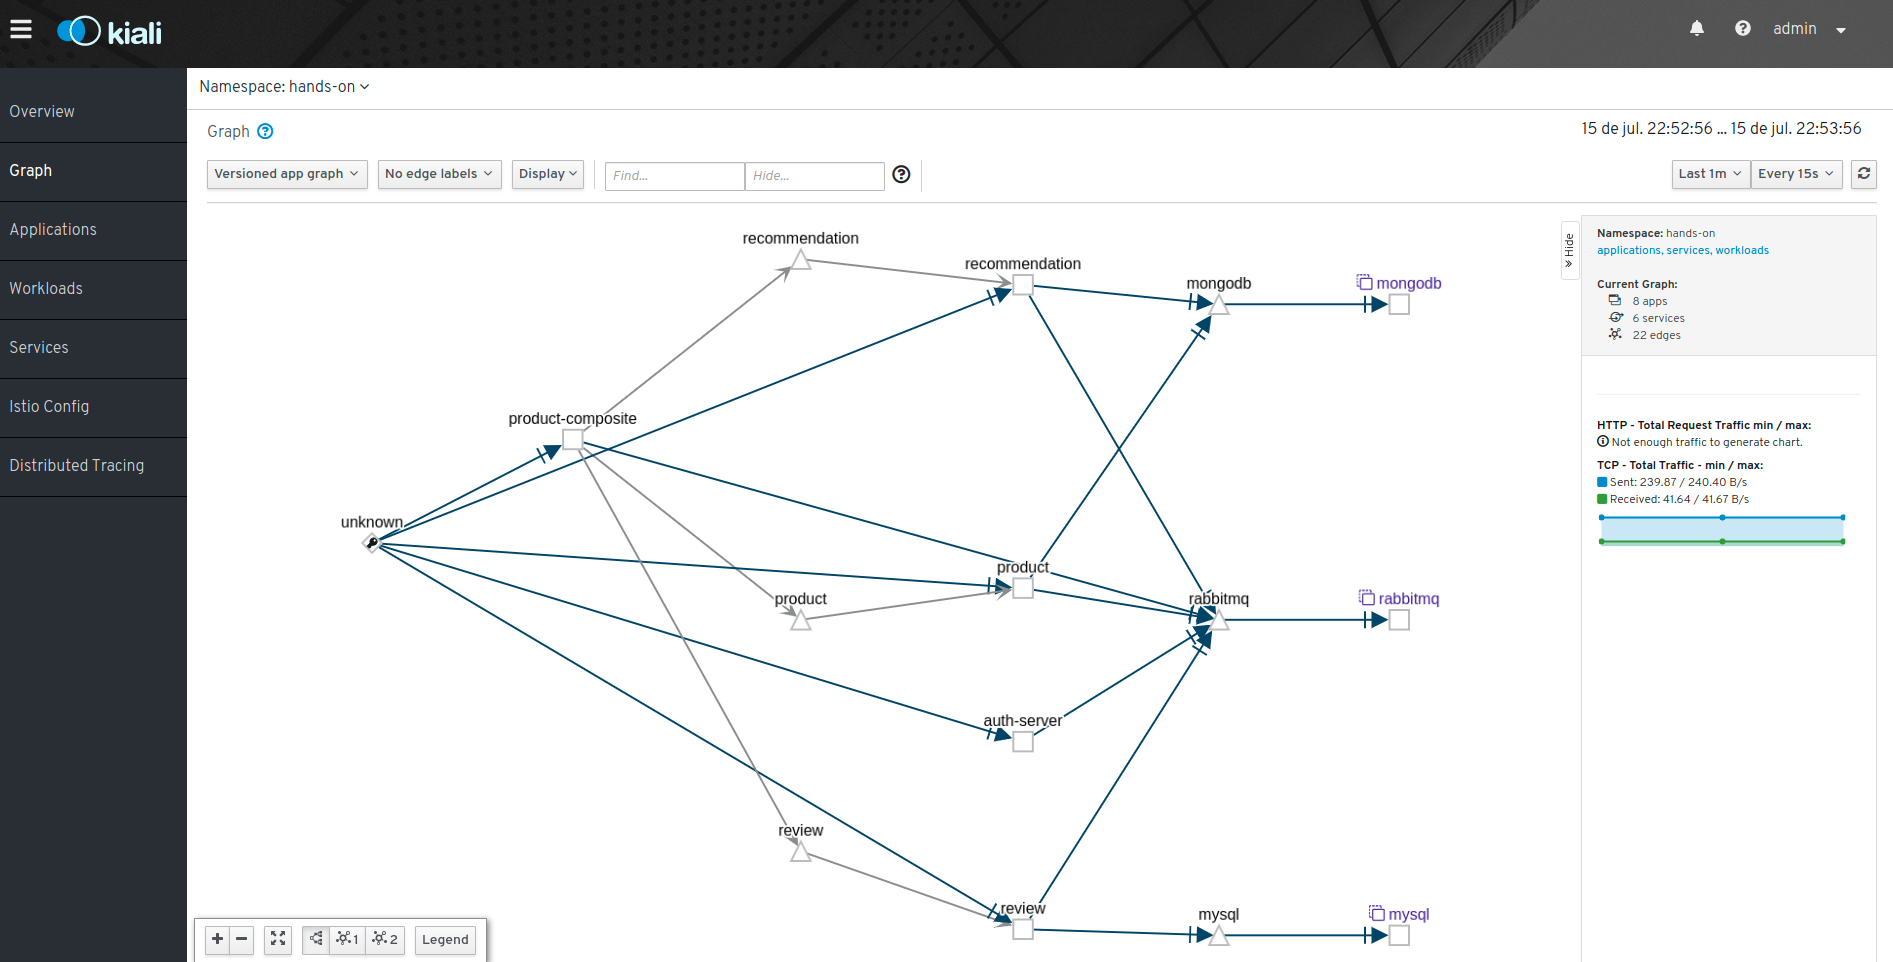 kiali
admin
Namespace: hands-on
Overview
Graph
Applications
Workloads
Services
Istio Config
Distributed Tracing
Graph
15 de jul. 22:52:56 ... 15 de jul. 22:53:56
Versioned app graph
No edge labels
Display
Find...
Hide...
Last 1m
Every 15s
Hide
Namespace: hands-on
applications, services, workloads
Current Graph:
8 apps
6 services
22 edges
HTTP - Total Request Traffic min / max:
Not enough traffic to generate chart.
TCP - Total Traffic - min / max:
Sent: 239.87 / 240.40 B/s
Received: 41.64 / 41.67 B/s
recommendation
recommendation
mongodb
mongodb
product-composite
unknown
product
product
rabbitmq
rabbitmq
auth-server
review
review
mysql
mysql
1
2
Legend